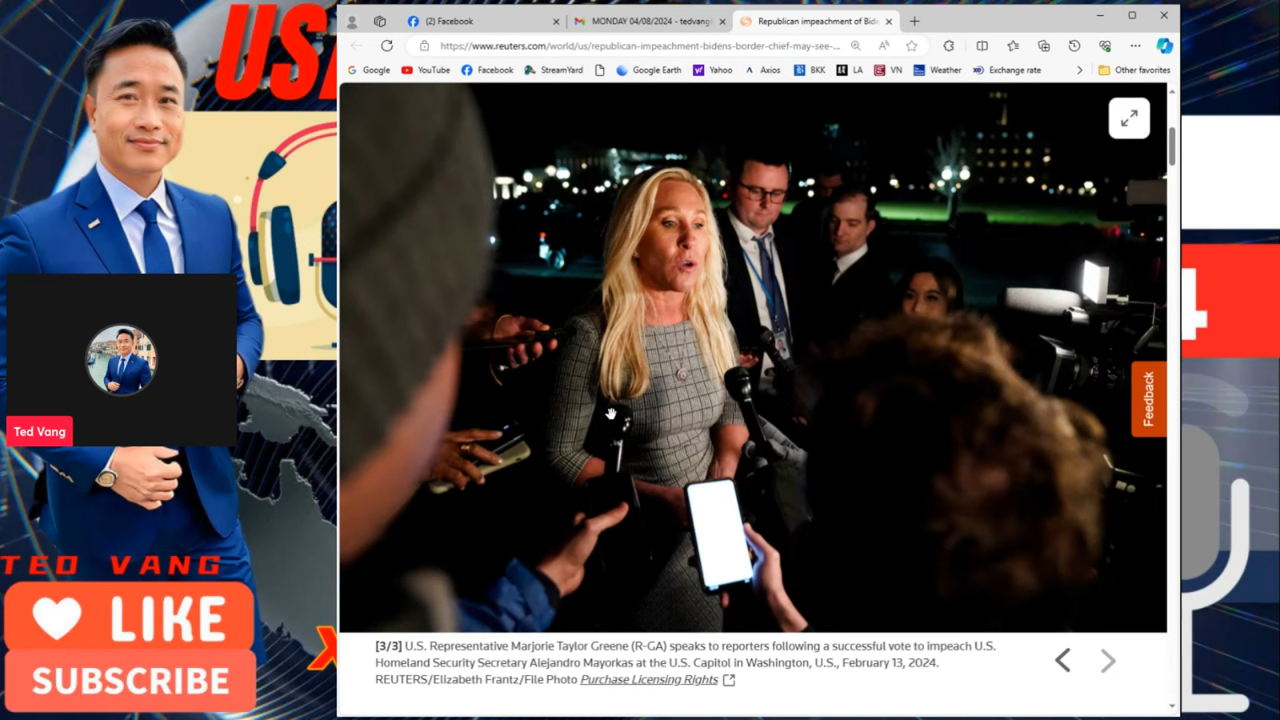 US
(2) Facebook
MONDAY 04/08/2024 - tedvang
Republican impeachment of Bide
https://www.reuters.com/world/us/republican-impeachment-bidens-border-chief-may-see-...
Google YouTube Facebook StreamYard Google Earth Yahoo Axios BKK LA VN Weather Exchange rate Other favorites
Feedback
Ted Vang
TED VANG
LIKE
SUBSCRIBE
X
4
[3/3] U.S. Representative Marjorie Taylor Greene (R-GA) speaks to reporters following a successful vote to impeach U.S.
Homeland Security Secretary Alejandro Mayorkas at the U.S. Capitol in Washington, U.S., February 13, 2024.
REUTERS/Elizabeth Frantz/File Photo Purchase Licensing Rights